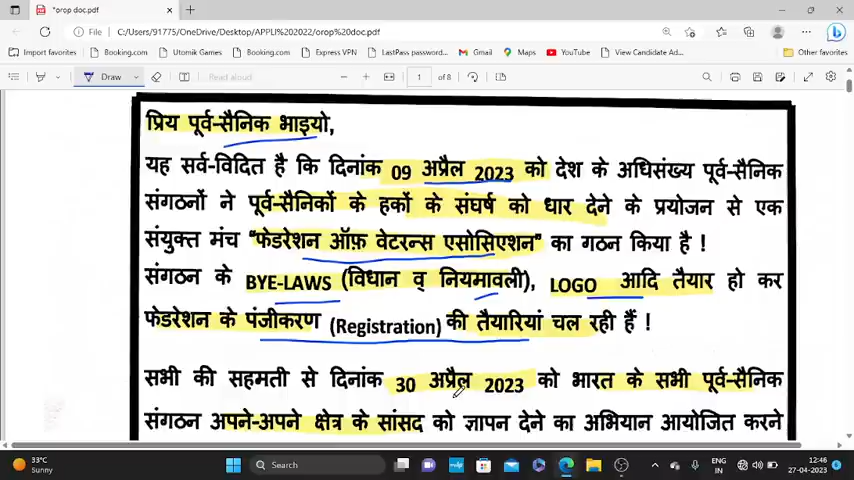 *orop doc.pdf
C:/Users/91775/OneDrive/Desktop/APPLI%202022/orop%20doc.pdf
Import favorites
Booking.com
Utomik Games
Booking.com
Express VPN
LastPass password...
Gmail
Maps
YouTube
View Candidate Ad...
Other favorites
Draw
Read aloud
1
of 8
प्रिय पूर्व-सैनिक भाइयो,
यह सर्व-विदित है कि दिनांक 09 अप्रैल 2023 को देश के अधिसंख्य पूर्व-सैनिक
संगठनों ने पूर्व-सैनिकों के हकों के संघर्ष को धार देने के प्रयोजन से एक
संयुक्त मंच "फेडरेशन ऑफ़ वेटरन्स एसोसिएशन" का गठन किया है !
संगठन के BYE-LAWS (विधान व् नियमावली), LOGO आदि तैयार हो कर
फेडरेशन के पंजीकरण (Registration) की तैयारियां चल रही हैं !
सभी की सहमती से दिनांक 30 अप्रैल 2023 को भारत के सभी पूर्व-सैनिक
संगठन अपने-अपने क्षेत्र के सांसद को ज्ञापन देने का अभियान आयोजित करने
33°C
Sunny
Search
ENG
IN
12:46
27-04-2023